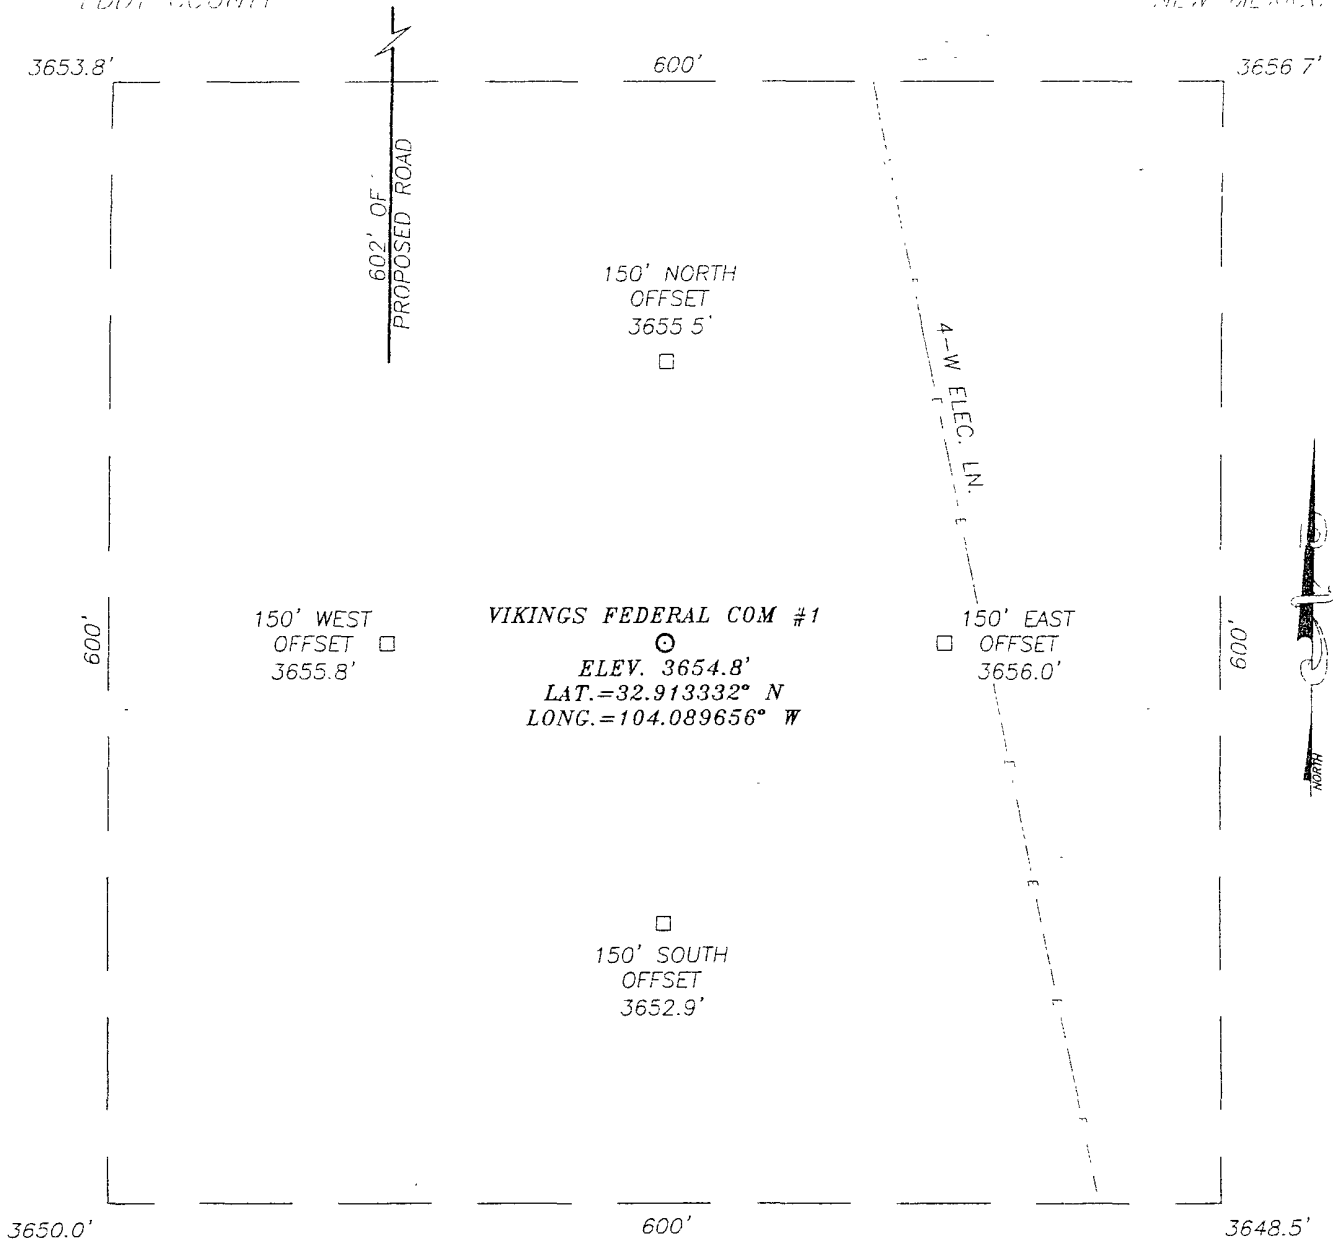 3653.8'
600'
3656 7'
602' OF
PROPOSED ROAD
150' NORTH
OFFSET
3655 5'
4-W ELEC. LN.
600'
150' WEST
OFFSET
3655.8'
VIKINGS FEDERAL COM #1
ELEV. 3654.8'
LAT.=32.913332° N
LONG.=104.089656° W
150' EAST
OFFSET
3656.0'
600'
NORTH
150' SOUTH
OFFSET
3652.9'
3650.0'
600'
3648.5'